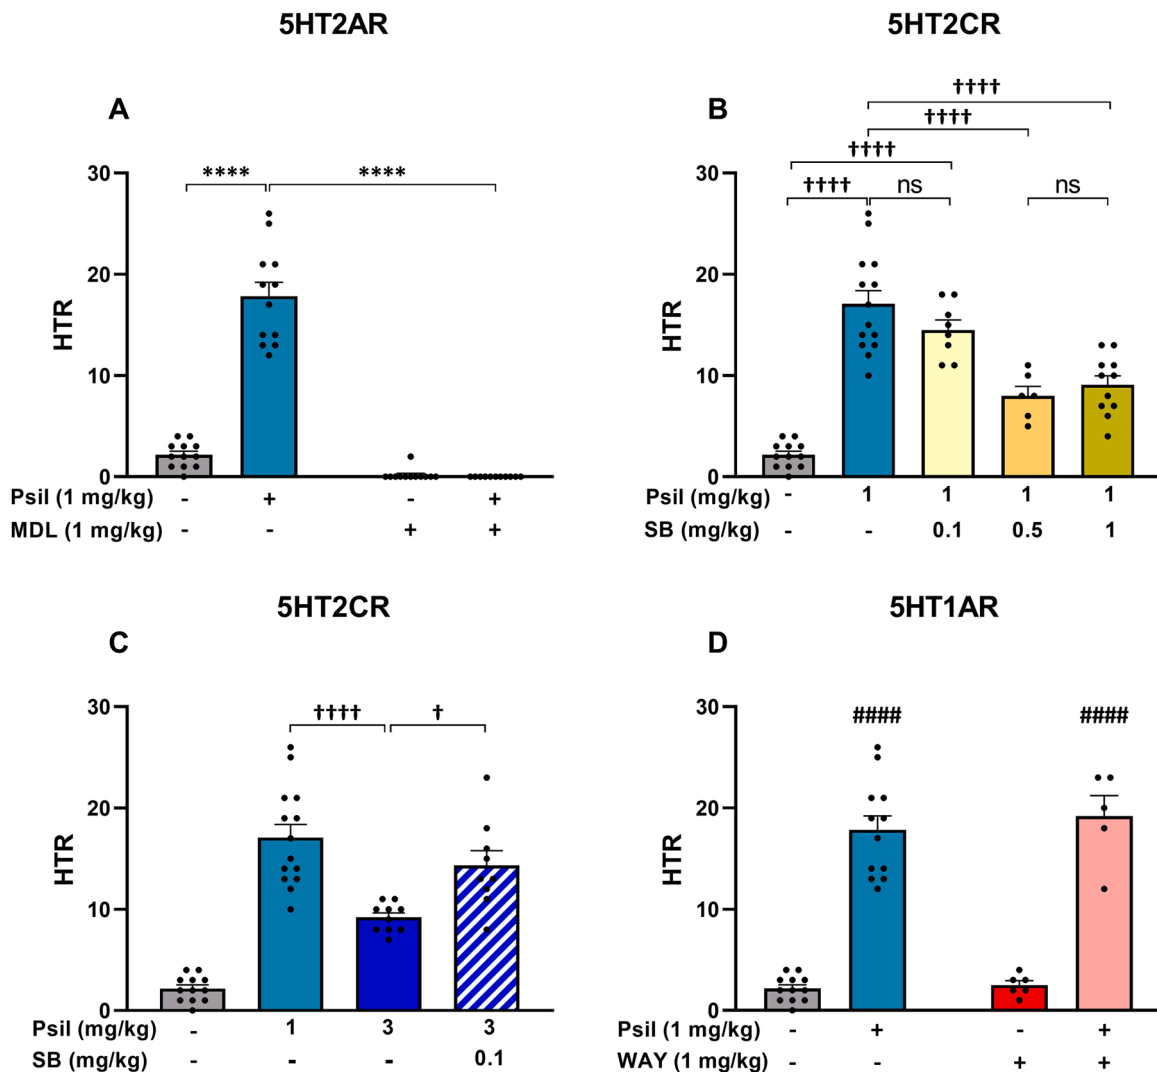 5HT2AR
A
**** ****
30
20
10
0
HTR
Psil (1 mg/kg) - + - +
MDL (1 mg/kg) - - + +
5HT2CR
B
††††
††††
††††
†††† ns ns
30
20
10
0
HTR
Psil (mg/kg) - 1 1 1 1
SB (mg/kg) - - 0.1 0.5 1
5HT2CR
C
†††† †
30
20
10
0
HTR
Psil (mg/kg) - 1 3 3
SB (mg/kg) - - - 0.1
5HT1AR
D
#### ####
30
20
10
0
HTR
Psil (1 mg/kg) - + - +
WAY (1 mg/kg) - - + +